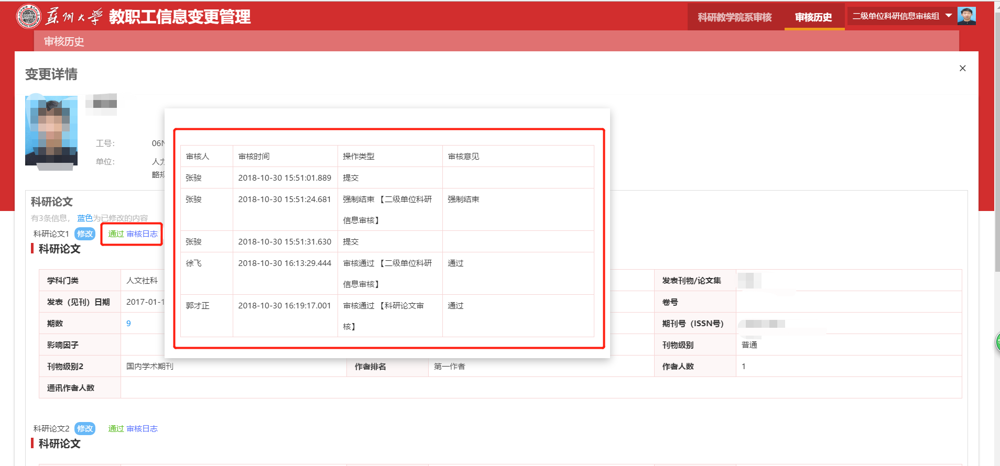 蘇州大学 教职工信息变更管理
科研教学院系审核 审核历史 二级单位科研信息审核组
审核历史
变更详情
工号：
单位： 人力
略规
审核人 审核时间 操作类型 审核意见
张骏 2018-10-30 15:51:01.889 提交
张骏 2018-10-30 15:51:24.681 强制结束 【二级单位科研 强制结束
信息审核】
张骏 2018-10-30 15:51:31.630 提交
徐飞 2018-10-30 16:13:29.444 审核通过 【二级单位科研 通过
信息审核】
郭才正 2018-10-30 16:19:17.001 审核通过 【科研论文审 通过
核】
科研论文
有3条信息， 蓝色为已修改的内容
科研论文1 修改 通过 审核日志
科研论文
学科门类 人文社科 发表刊物/论文集
发表（见刊）日期 2017-01-1 卷号
期数 9 期刊号（ISSN号）
影响因子 刊物级别 普通
刊物级别2 国内学术期刊 作者排名 第一作者 作者人数 1
通讯作者人数
科研论文2 修改 通过 审核日志
科研论文